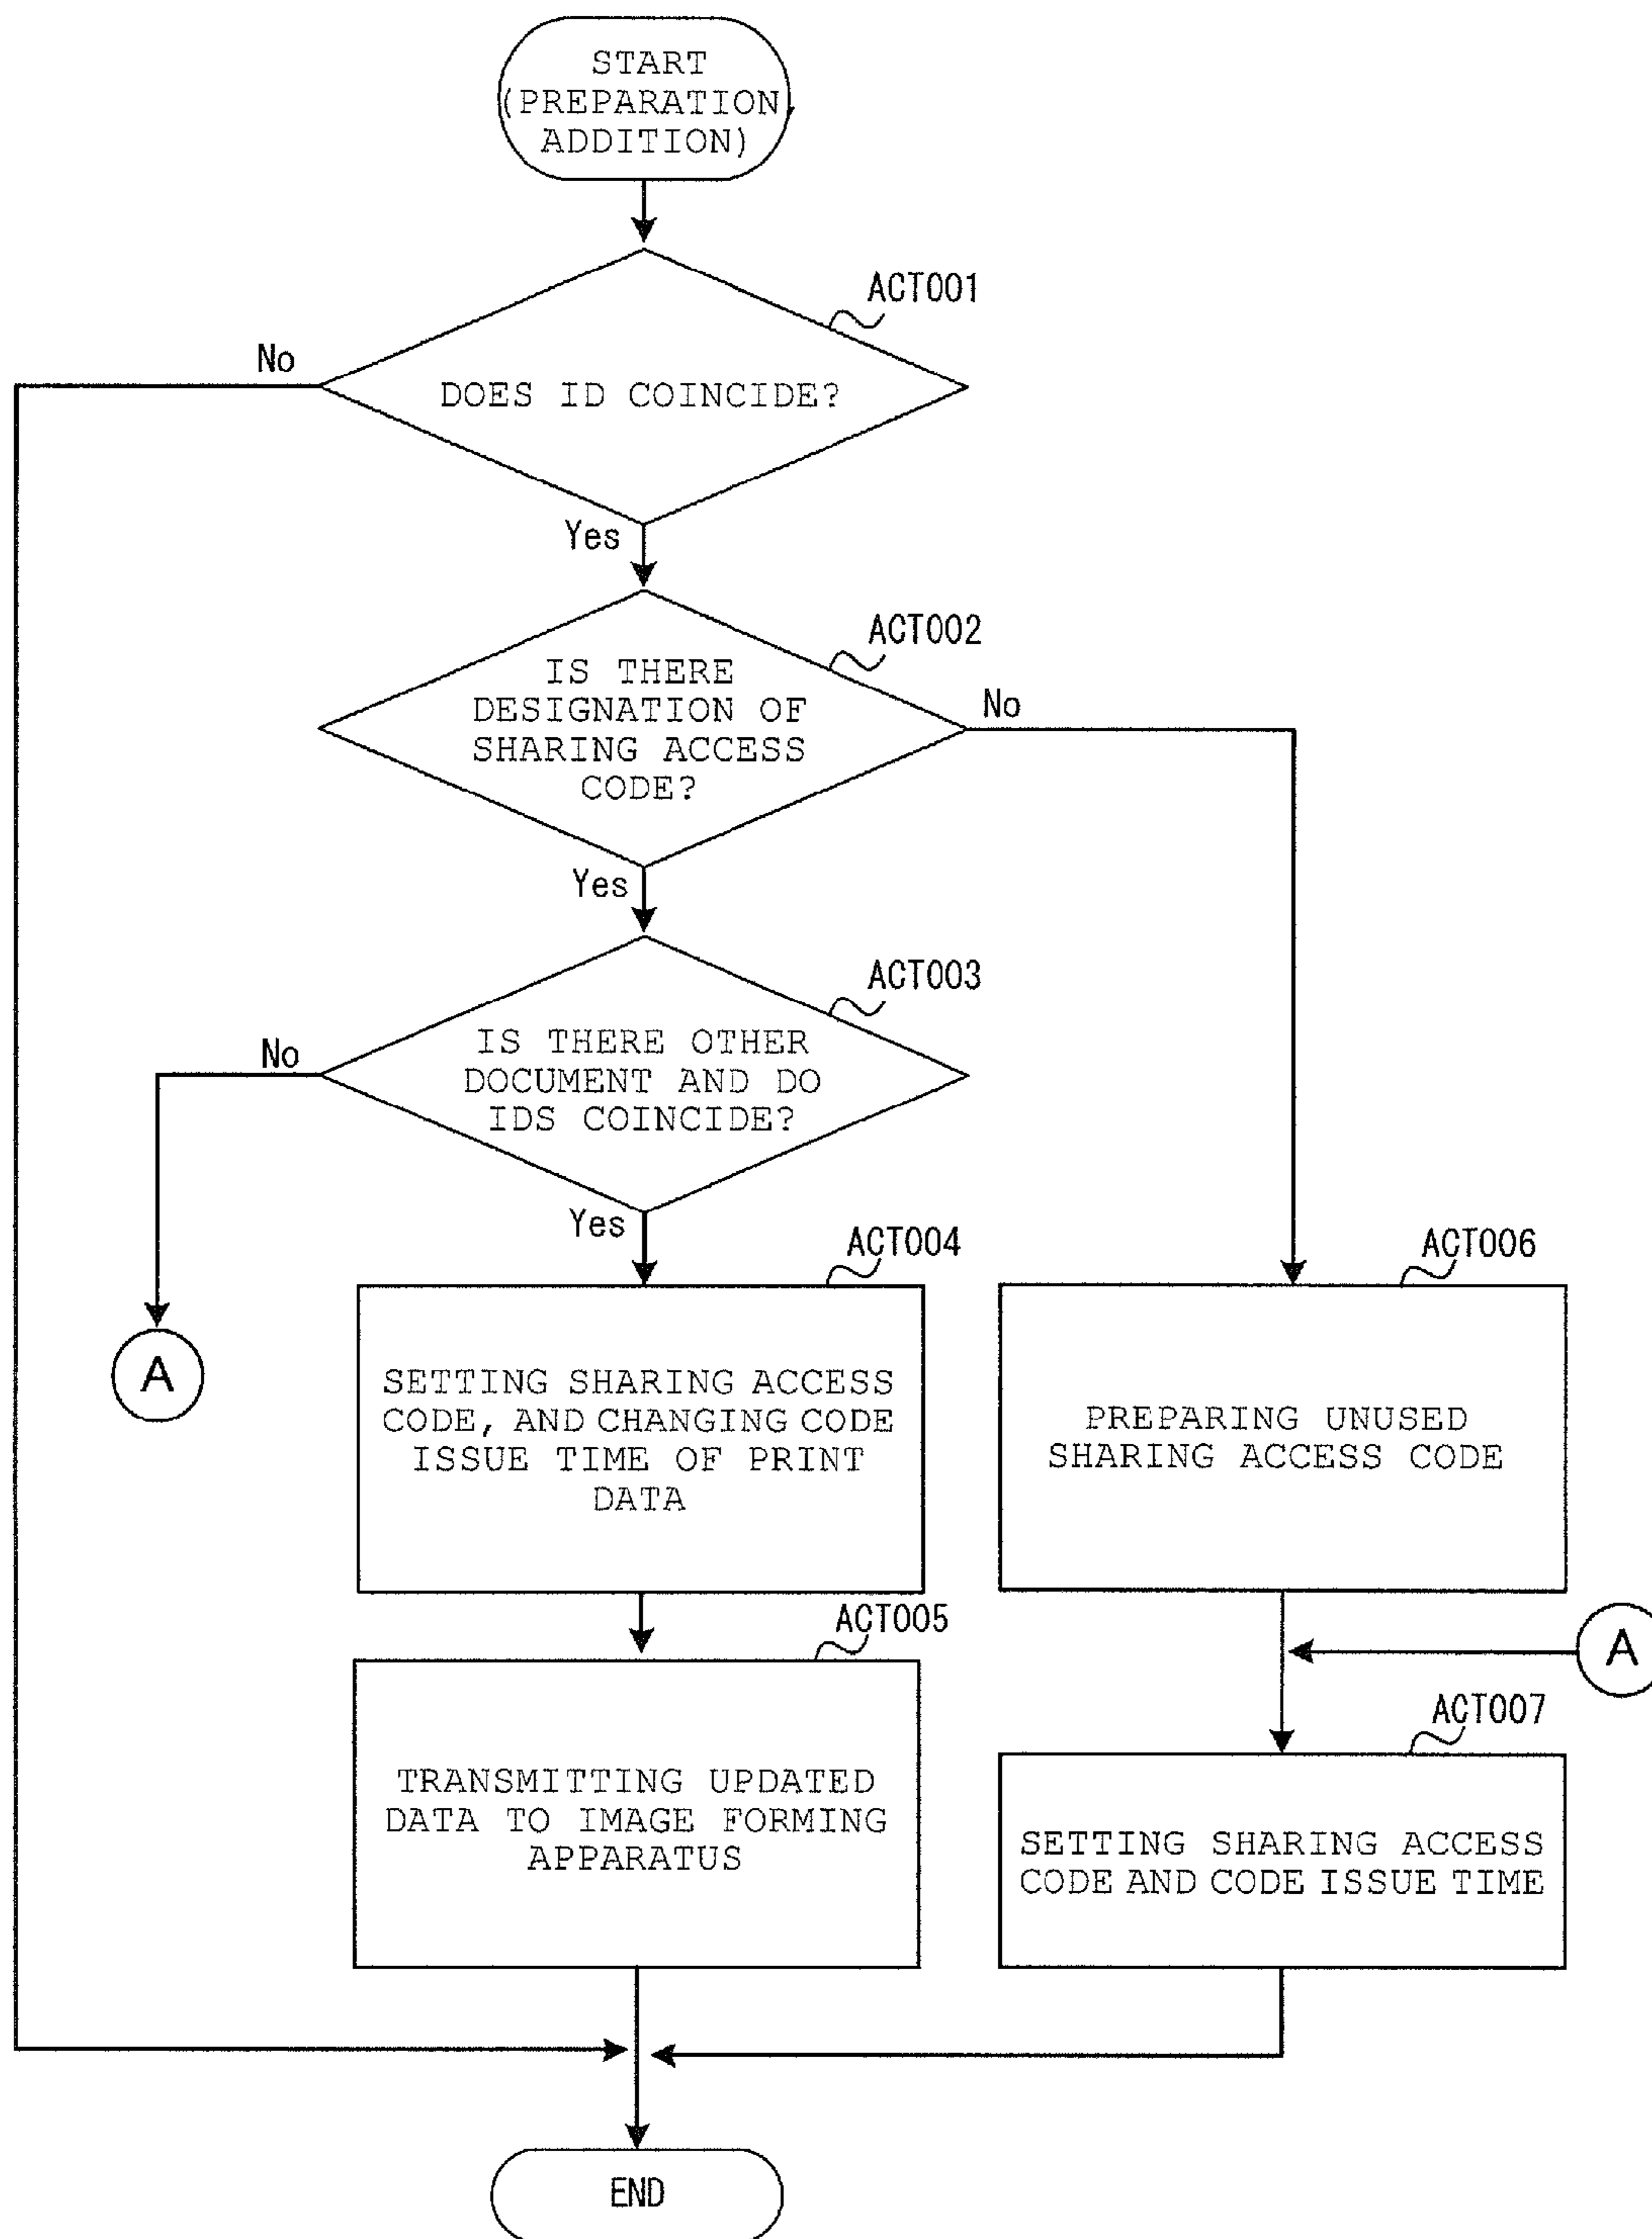 START
(PREPARATION,
ADDITION)
ACT001
No
DOES ID COINCIDE?
Yes
ACT002
IS THERE
DESIGNATION OF
SHARING ACCESS
CODE?
No
Yes
ACT003
No
IS THERE OTHER
DOCUMENT AND DO
IDS COINCIDE?
Yes
ACT004
ACT006
A
SETTING SHARING ACCESS
CODE, AND CHANGING CODE
ISSUE TIME OF PRINT
DATA
PREPARING UNUSED
SHARING ACCESS CODE
ACT005
A
ACT007
TRANSMITTING UPDATED
DATA TO IMAGE FORMING
APPARATUS
SETTING SHARING ACCESS
CODE AND CODE ISSUE TIME
END